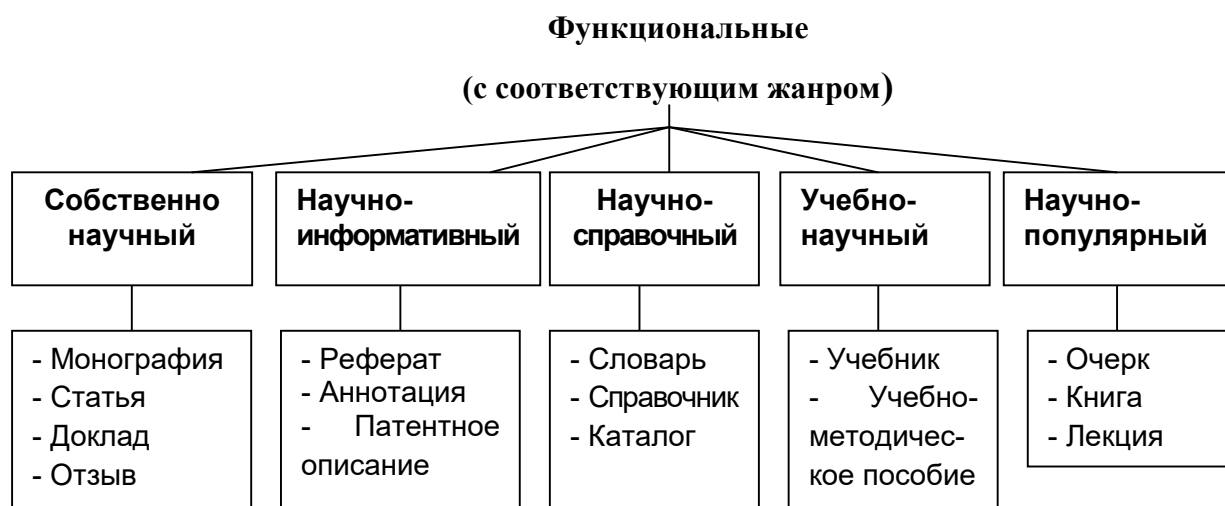 Функциональные
(с соответствующим жанром)
Собственно
научный
Научно-
информативный
Научно-
справочный
Учебно-
научный
Научно-
популярный
- Монография
- Статья
- Доклад
- Отзыв
- Реферат
- Аннотация
- Патентное
описание
- Словарь
- Справочник
- Каталог
- Учебник
- Учебно-
методичес-
кое пособие
- Очерк
- Книга
- Лекция